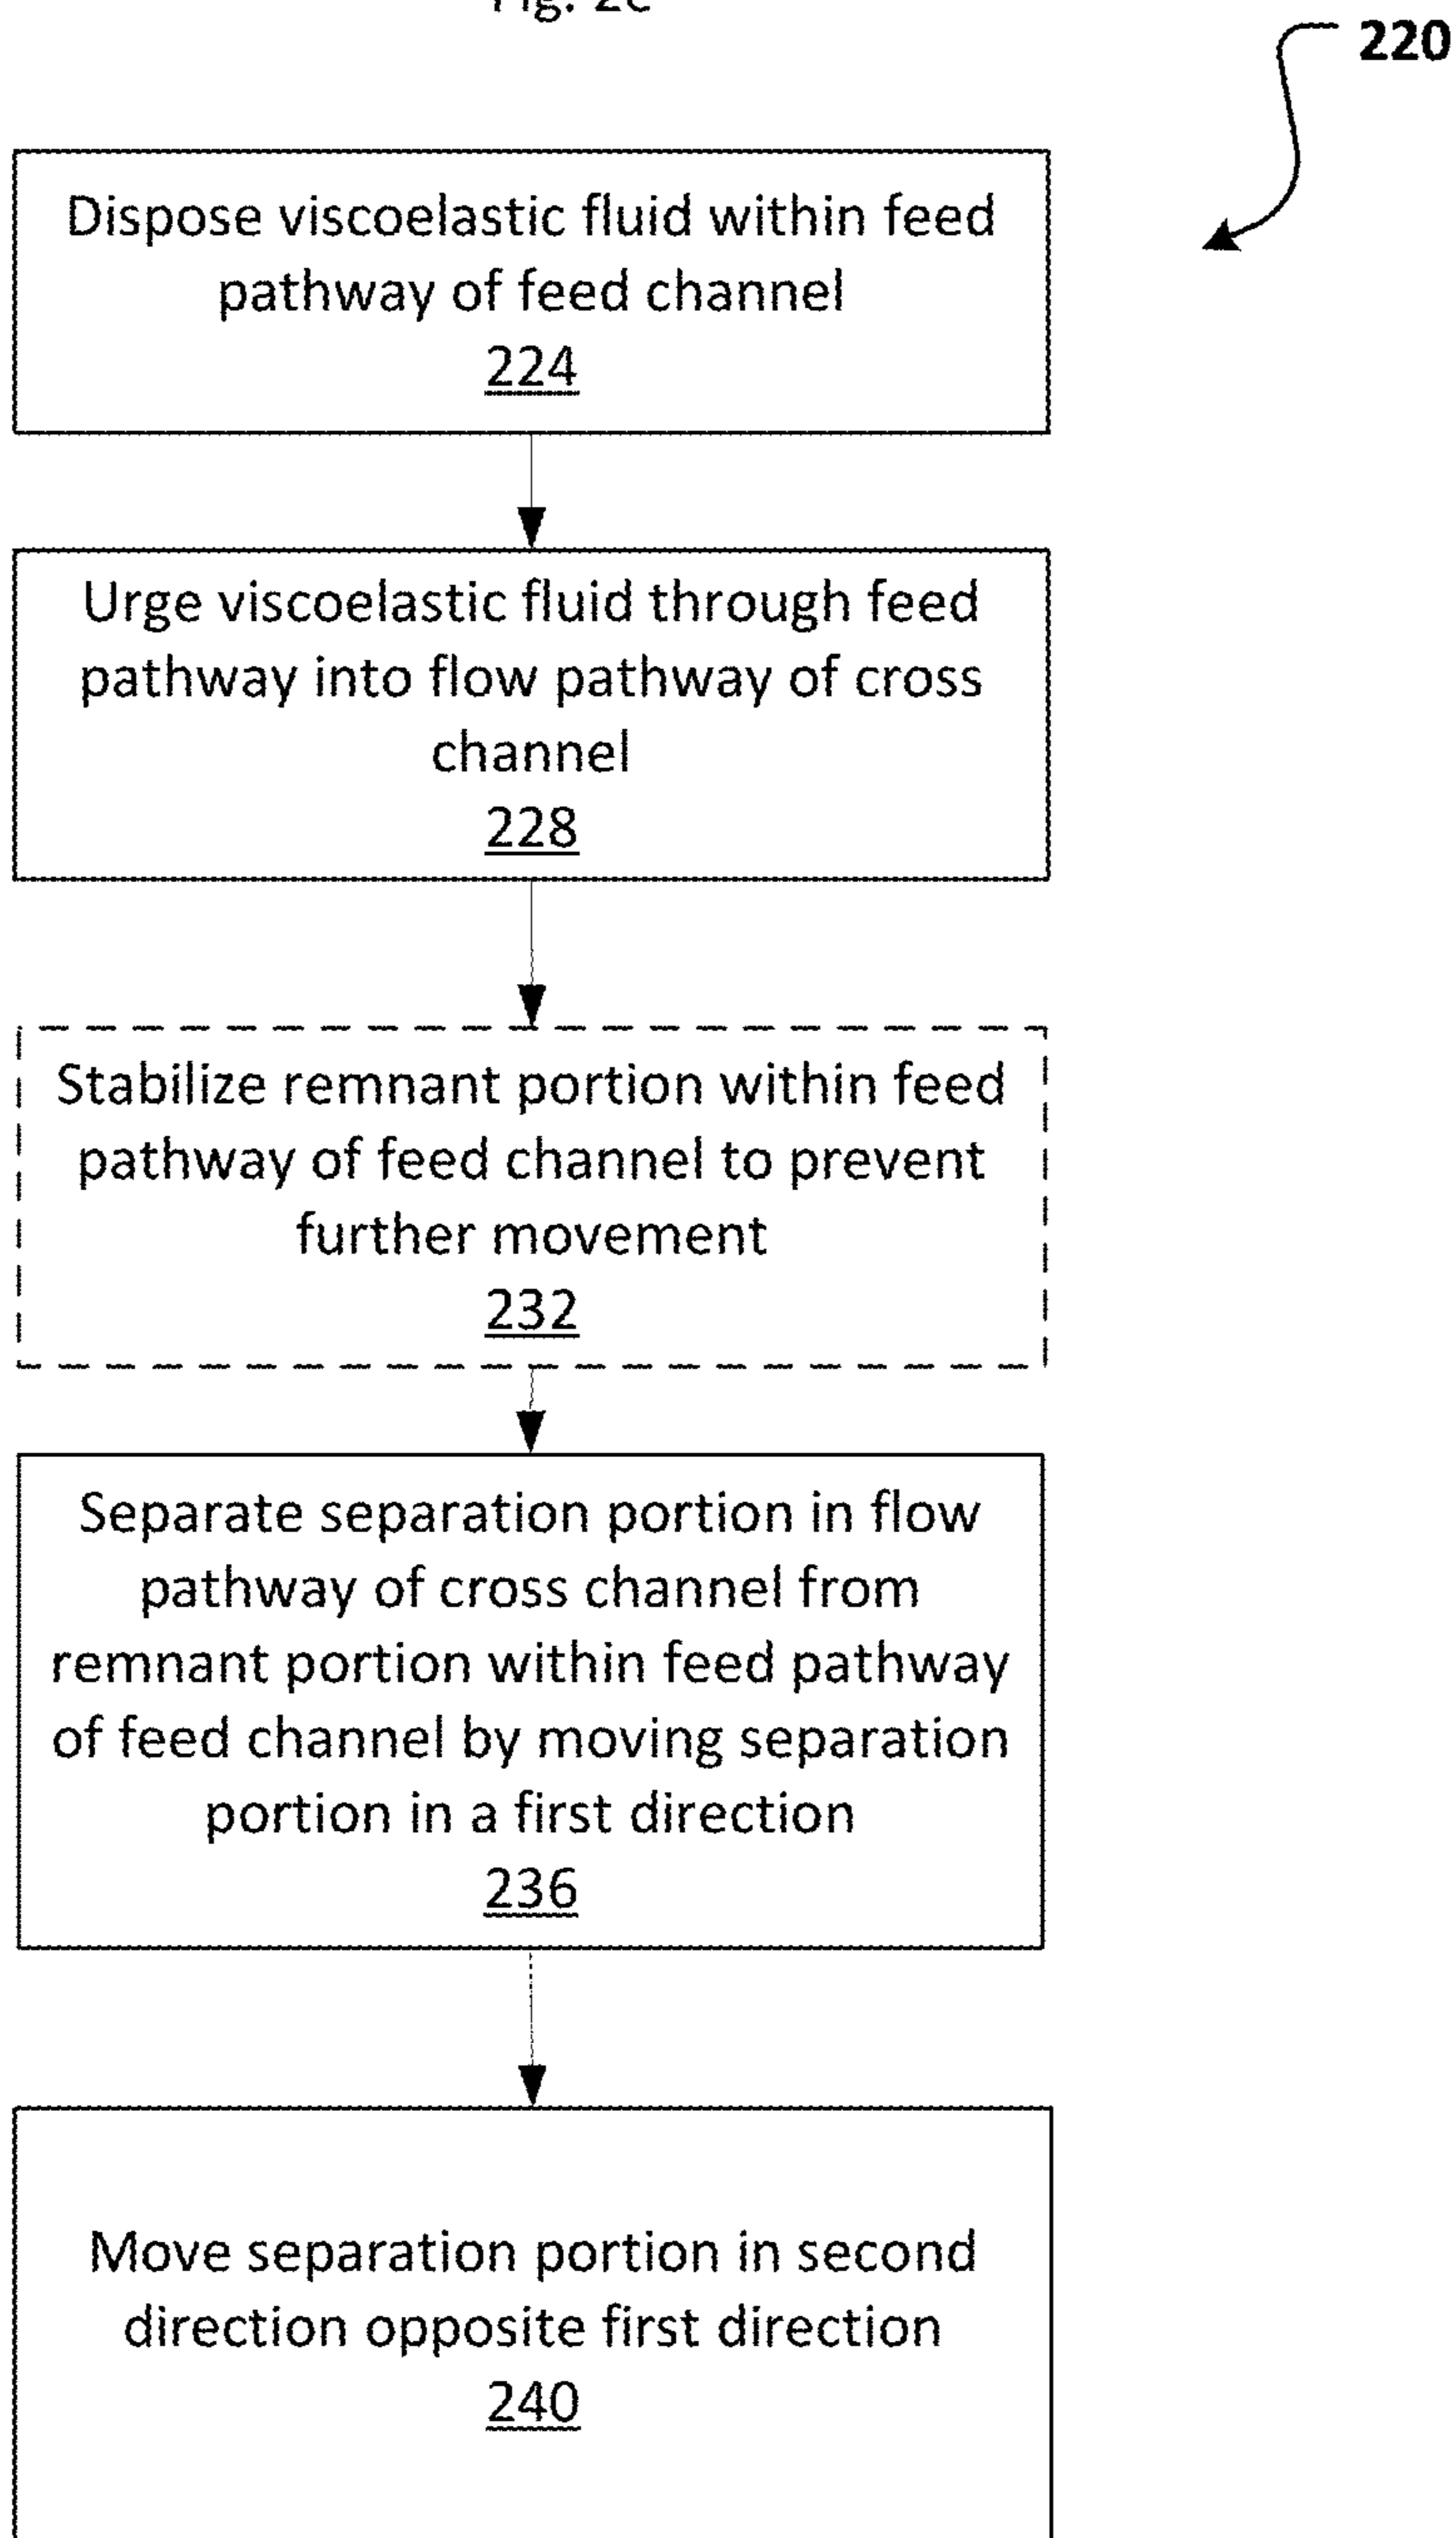 Fig. 2c
220
Dispose viscoelastic fluid within feed
pathway of feed channel
224
Urge viscoelastic fluid through feed
pathway into flow pathway of cross
channel
228
Stabilize remnant portion within feed
pathway of feed channel to prevent
further movement
232
Separate separation portion in flow
pathway of cross channel from
remnant portion within feed pathway
of feed channel by moving separation
portion in a first direction
236
Move separation portion in second
direction opposite first direction
240